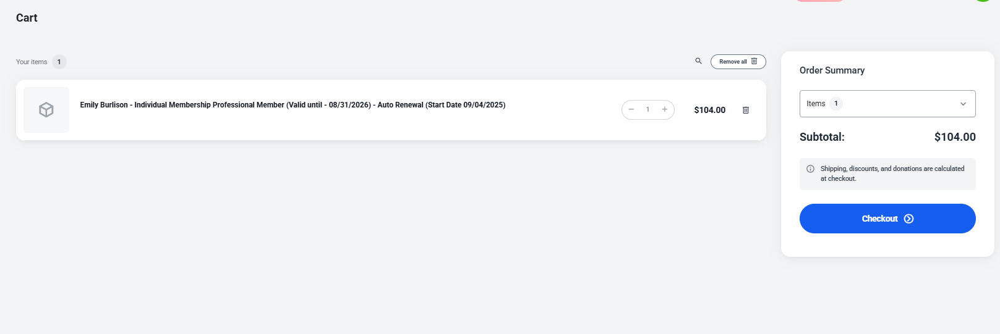 Cart
Your items 1
Remove all
Emily Burlison - Individual Membership Professional Member (Valid until - 08/31/2026) - Auto Renewal (Start Date 09/04/2025)
− 1 +
$104.00
Order Summary
Items 1
Subtotal: $104.00
Shipping, discounts, and donations are calculated
at checkout.
Checkout